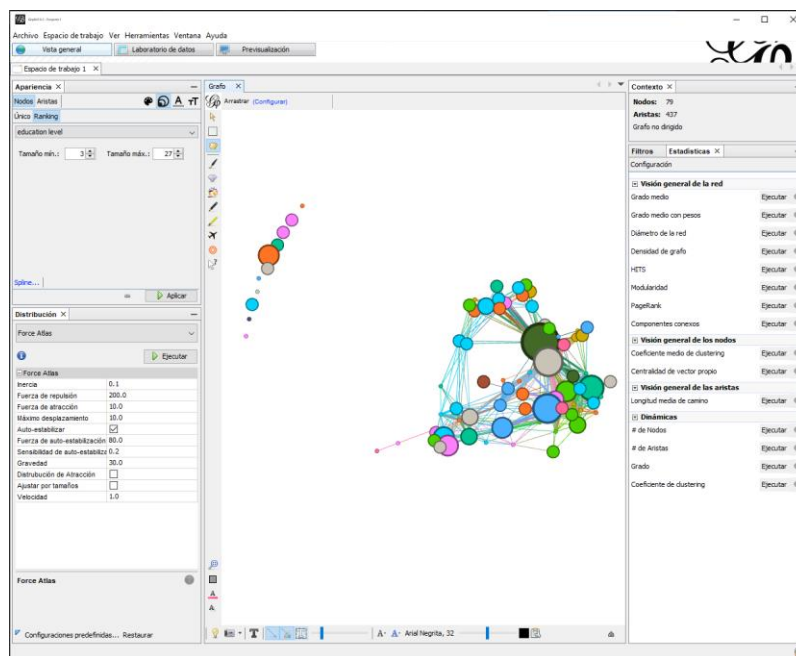 Archivo Espacio de trabajo Ver Herramientas Ventana Ayuda
Vista general Laboratorio de datos Previsualización
Espacio de trabajo 1
Apariencia
Nodos Aristas
Único Ranking
education level
Tamaño mín.: 3 Tamaño máx.: 27
Spline...
Aplicar
Distribución
Force Atlas
Ejecutar
Force Atlas
Inercia 0.1
Fuerza de repulsión 200.0
Fuerza de atracción 10.0
Máximo desplazamiento 10.0
Auto-estabilizar
Fuerza de auto-estabilización 80.0
Sensibilidad de auto-estabiliza 0.2
Gravedad 30.0
Distrubución de Atracción
Ajustar por tamaños
Velocidad 1.0
Force Atlas
Configuraciones predefinidas... Restaurar
Grafo
Arrastrar (Configurar)
T A- A- Arial Negrita, 32
Contexto
Nodos: 79
Aristas: 437
Grafo no dirigido
Filtros Estadísticas
Configuración
Visión general de la red
Grado medio Ejecutar
Grado medio con pesos Ejecutar
Diámetro de la red Ejecutar
Densidad de grafo Ejecutar
HITS Ejecutar
Modularidad Ejecutar
PageRank Ejecutar
Componentes conexos Ejecutar
Visión general de los nodos
Coeficiente medio de clustering Ejecutar
Centralidad de vector propio Ejecutar
Visión general de las aristas
Longitud media de camino Ejecutar
Dinámicas
# de Nodos Ejecutar
# de Aristas Ejecutar
Grado Ejecutar
Coeficiente de clustering Ejecutar